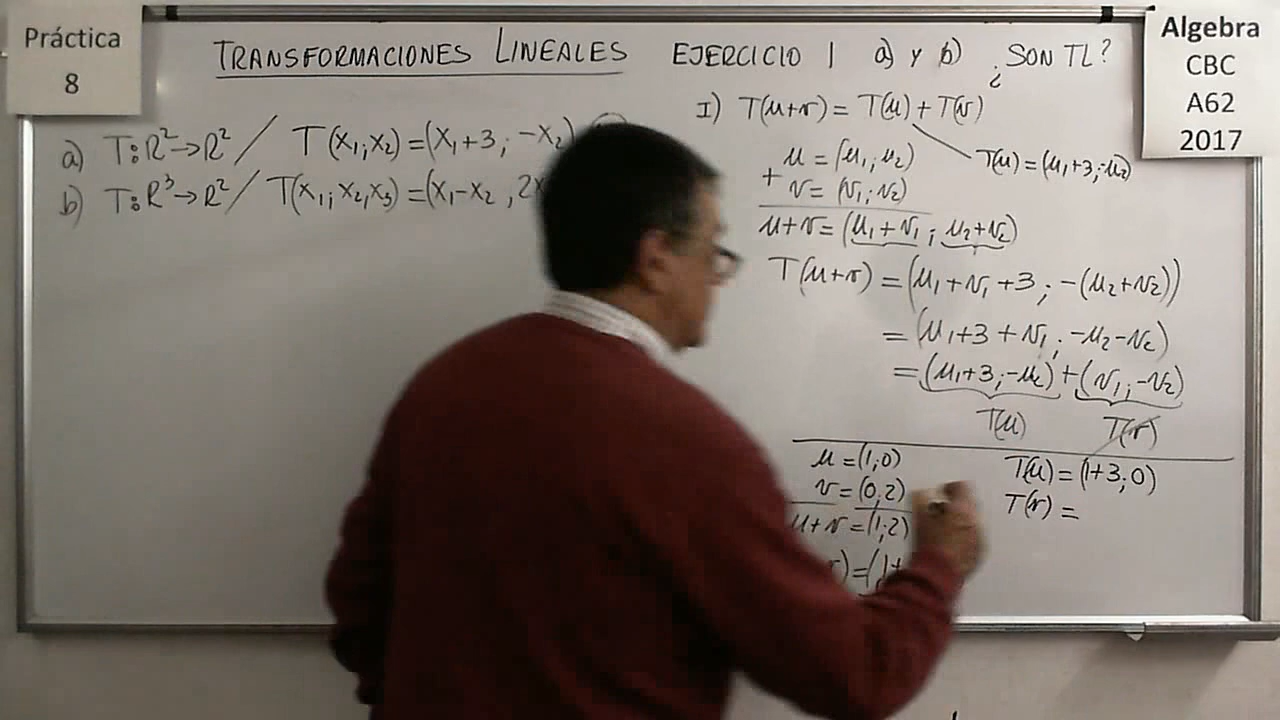 Práctica
8
TRANSFORMACIONES LINEALES EJERCICIO 1 a) y b) ¿SON TL?
Algebra
CBC
A62
2017
a) T:R²→R² / T(x₁;x₂)=(x₁+3;-x₂)
b) T:R³→R² / T(x₁;x₂,x₃)=(x₁-x₂,2x
I) T(u+v)=T(u)+T(v)
T(u)=(u₁+3;-u₂)
u=(u₁;u₂)
+ v=(v₁;v₂)
u+v=(u₁+v₁;u₂+v₂)
T(u+v)=(u₁+v₁+3;-(u₂+v₂))
=(u₁+3+v₁;-u₂-v₂)
=(u₁+3;-u₂)+(v₁;-v₂)
T(u) T(v)
u=(1;0)
v=(0,2)
u+v=(1;2)
)=(1+
T(u)=(1+3;0)
T(v)=